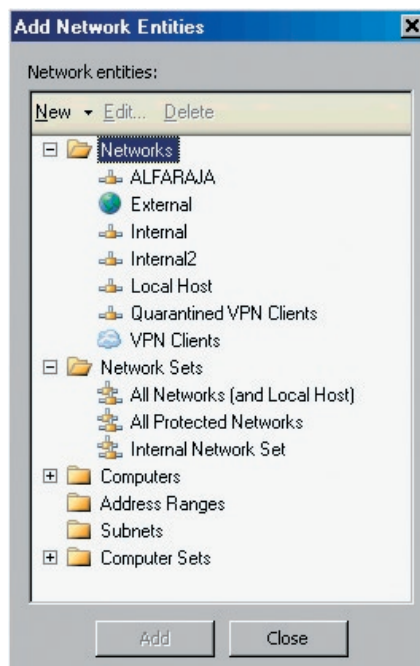 Add Network Entities
Network entities:
New Edit... Delete
Networks
ALFARAJA
External
Internal
Internal2
Local Host
Quarantined VPN Clients
VPN Clients
Network Sets
All Networks (and Local Host)
All Protected Networks
Internal Network Set
Computers
Address Ranges
Subnets
Computer Sets
Add Close